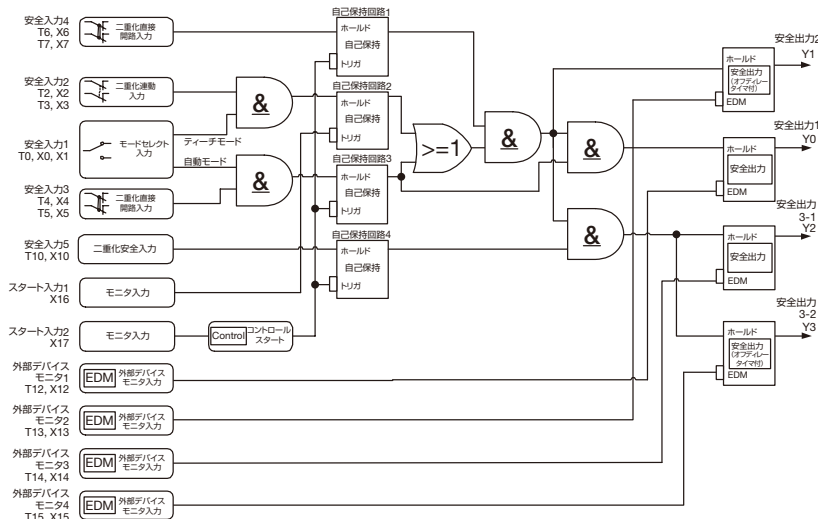 安全入力4
T6, X6
T7, X7
二重化直接
開路入力
安全入力2
T2, X2
T3, X3
二重化連動
入力
安全入力1
T0, X0, X1
モードセレクト
入力
ティーチモード
自動モード
安全入力3
T4, X4
T5, X5
二重化直接
開路入力
安全入力5
T10, X10
二重化安全入力
スタート入力1
X16
モニタ入力
スタート入力2
X17
モニタ入力
Control
コントロール
スタート
外部デバイス
モニタ1
T12, X12
EDM
外部デバイス
モニタ入力
外部デバイス
モニタ2
T13, X13
EDM
外部デバイス
モニタ入力
外部デバイス
モニタ3
T14, X14
EDM
外部デバイス
モニタ入力
外部デバイス
モニタ4
T15, X15
EDM
外部デバイス
モニタ入力
&
&
自己保持回路1
ホールド
自己保持
トリガ
自己保持回路2
ホールド
自己保持
トリガ
自己保持回路3
ホールド
自己保持
トリガ
自己保持回路4
ホールド
自己保持
トリガ
>=1
&
&
&
安全出力2
Y1
ホールド
安全出力
(オフディレー
タイマ付)
EDM
安全出力1
Y0
ホールド
安全出力
EDM
安全出力
3-1
Y2
ホールド
安全出力
EDM
安全出力
3-2
Y3
ホールド
安全出力
(オフディレー
タイマ付)
EDM